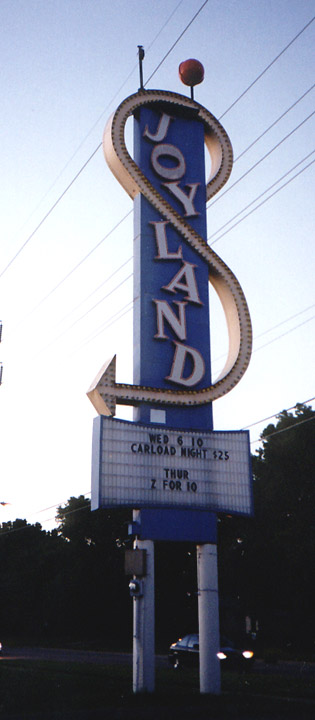 JOYLAND
WED 6 10
CARLOAD NIGHT $25
THUR
2 FOR 10